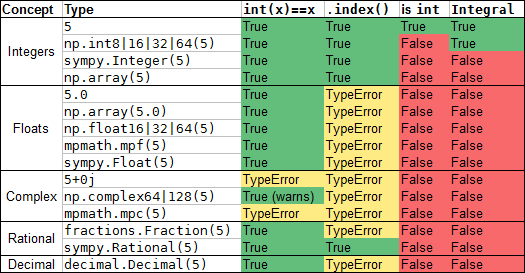 Concept Type int(x)==x .index() is int Integral
Integers 5 True True True True
np.int8|16|32|64(5) True True False True
sympy.Integer(5) True True False False
np.array(5) True True False False
Floats 5.0 True TypeError False False
np.array(5.0) True TypeError False False
np.float16|32|64(5) True TypeError False False
mpmath.mpf(5) True TypeError False False
sympy.Float(5) True TypeError False False
Complex 5+0j TypeError TypeError False False
np.complex64|128(5) True (warns) TypeError False False
mpmath.mpc(5) TypeError TypeError False False
Rational fractions.Fraction(5) True TypeError False False
sympy.Rational(5) True True False False
Decimal decimal.Decimal(5) True TypeError False False